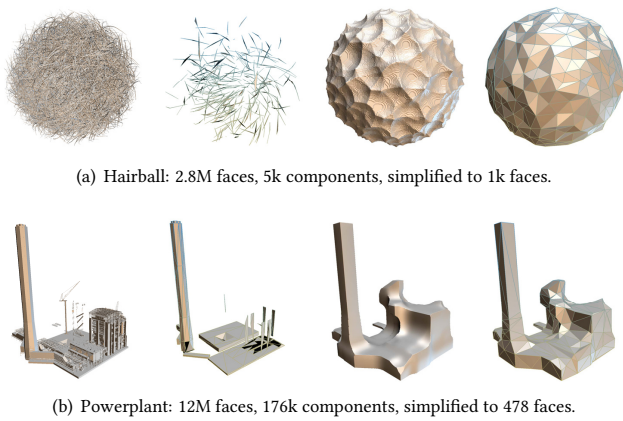 (a) Hairball: 2.8M faces, 5k components, simplified to 1k faces.
(b) Powerplant: 12M faces, 176k components, simplified to 478 faces.